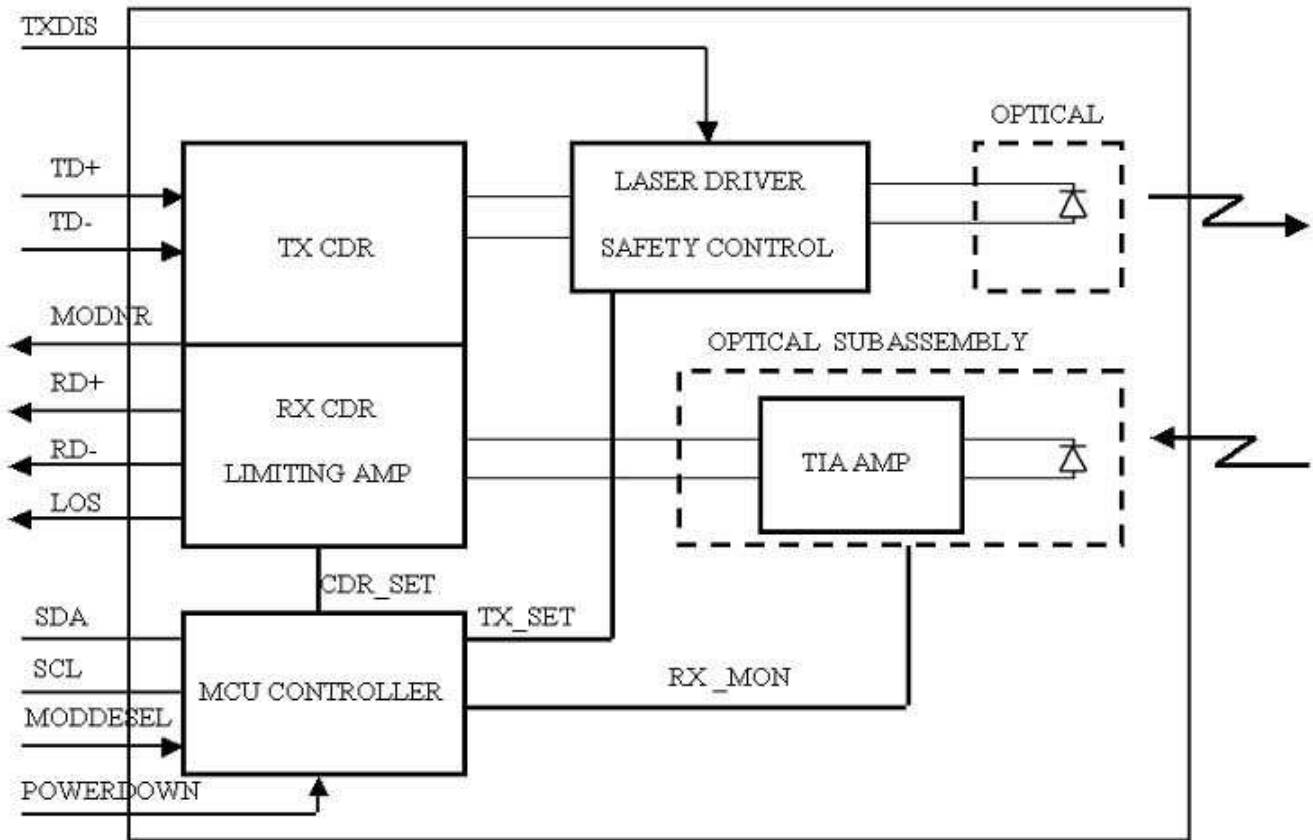 TXDIS
OPTICAL
TD+
TD-
TX CDR
LASER DRIVER
SAFETY CONTROL
MODNR
OPTICAL SUBASSEMBLY
RD+
RX CDR
RD-
LIMITING AMP
TIA AMP
LOS
CDR_SET
SDA
TX_SET
SCL
MCU CONTROLLER
RX_MON
MODDESEL
POWERDOWN